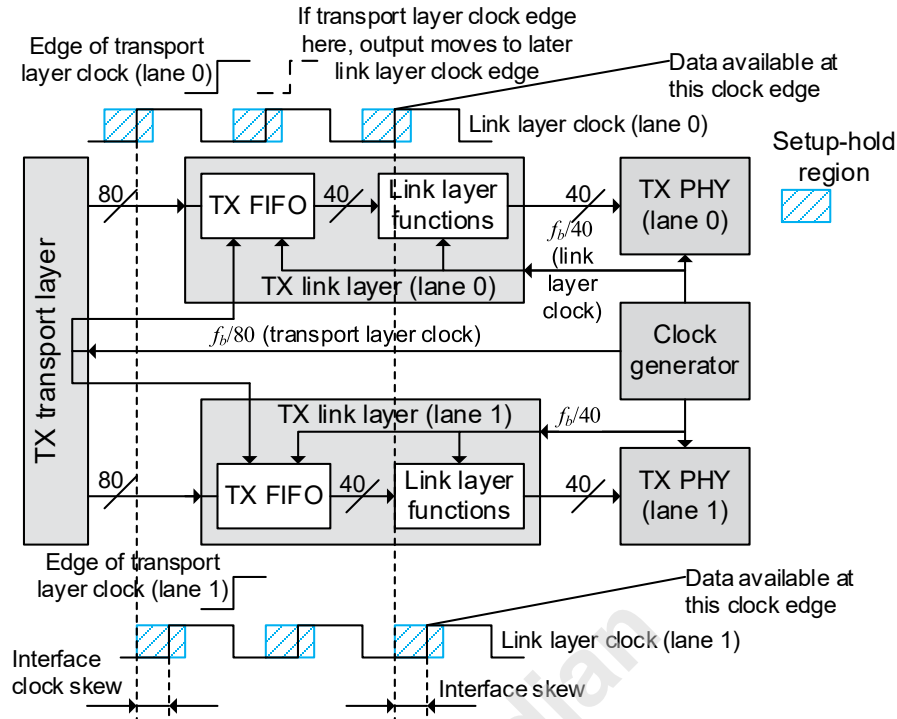 If transport layer clock edge
here, output moves to later
link layer clock edge
Edge of transport
layer clock (lane 0)
Data available at
this clock edge
Link layer clock (lane 0)
Setup-hold
region
80
TX FIFO
40
Link layer
functions
40
TX PHY
(lane 0)
f_b/40
(link
layer
clock)
TX link layer (lane 0)
TX transport layer
f_b/80 (transport layer clock)
Clock
generator
TX link layer (lane 1)
f_b/40
80
TX FIFO
40
Link layer
functions
40
TX PHY
(lane 1)
Edge of transport
layer clock (lane 1)
Data available at
this clock edge
Link layer clock (lane 1)
Interface
clock skew
Interface skew